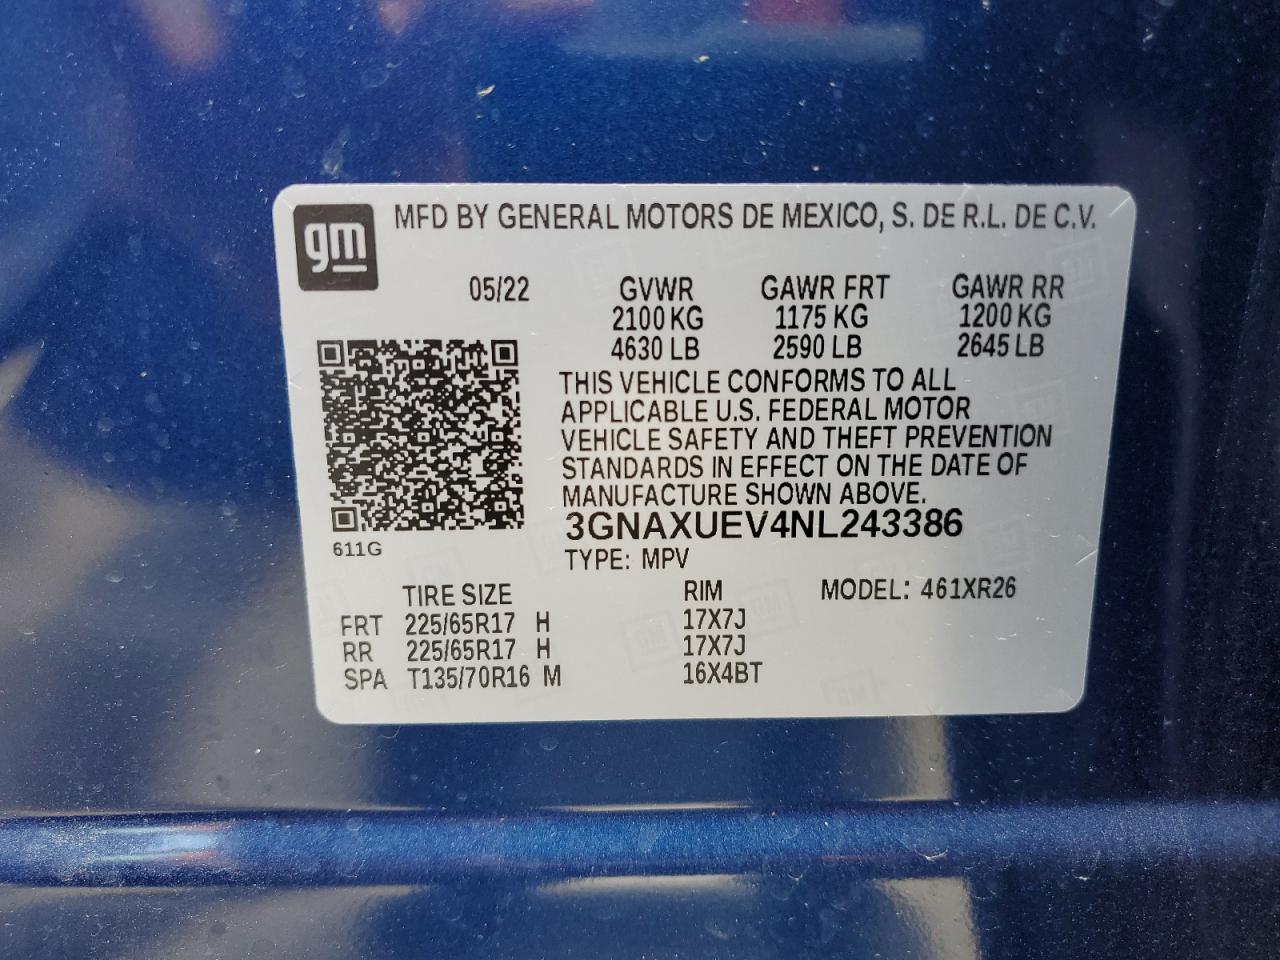 gm
MFD BY GENERAL MOTORS DE MEXICO, S. DE R.L. DE C.V.
05/22 GVWR GAWR FRT GAWR RR
2100 KG 1175 KG 1200 KG
4630 LB 2590 LB 2645 LB
THIS VEHICLE CONFORMS TO ALL
APPLICABLE U.S. FEDERAL MOTOR
VEHICLE SAFETY AND THEFT PREVENTION
STANDARDS IN EFFECT ON THE DATE OF
MANUFACTURE SHOWN ABOVE.
3GNAXUEV4NL243386
611G
TYPE: MPV
TIRE SIZE RIM MODEL: 461XR26
FRT 225/65R17 H 17X7J
RR 225/65R17 H 17X7J
SPA T135/70R16 M 16X4BT